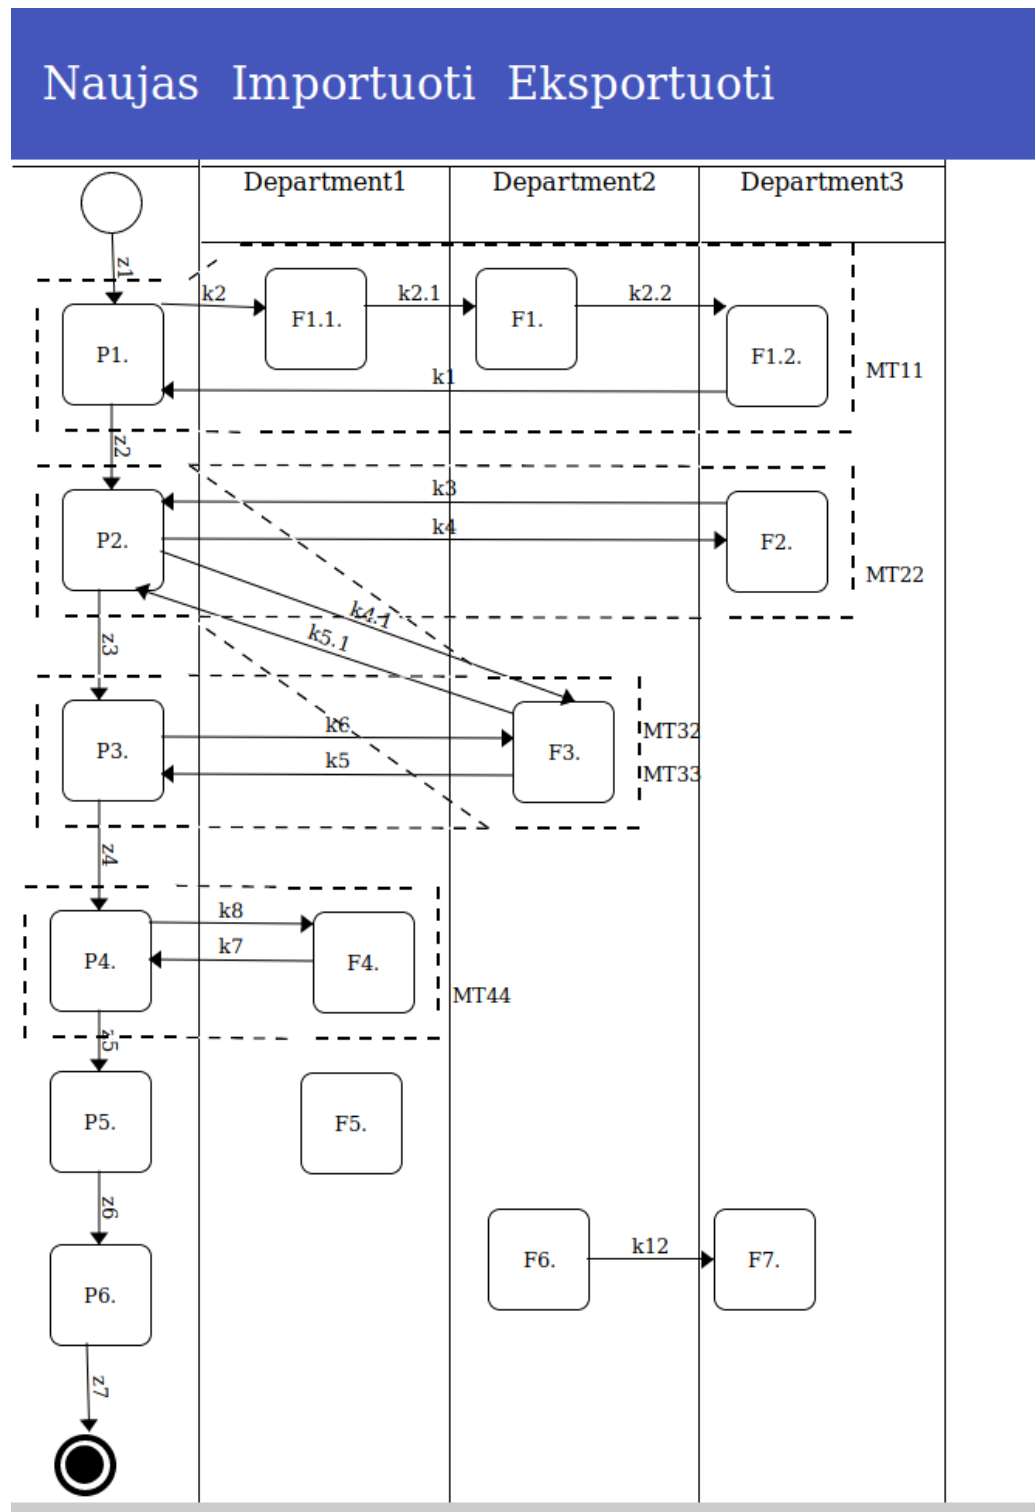 Naujas Importuoti Eksportuoti
Department1 Department2 Department3
z1
k2 k2.1 k2.2
F1.1. F1.
P1. F1.2.
MT11
k1
z2
k3
k4
P2. F2.
MT22
k4.1
k5.1
z3
k6 MT32
P3. F3.
k5 MT33
z4
k8
k7
P4. F4.
MT44
z5
P5. F5.
z6
k12
F6. F7.
P6.
z7